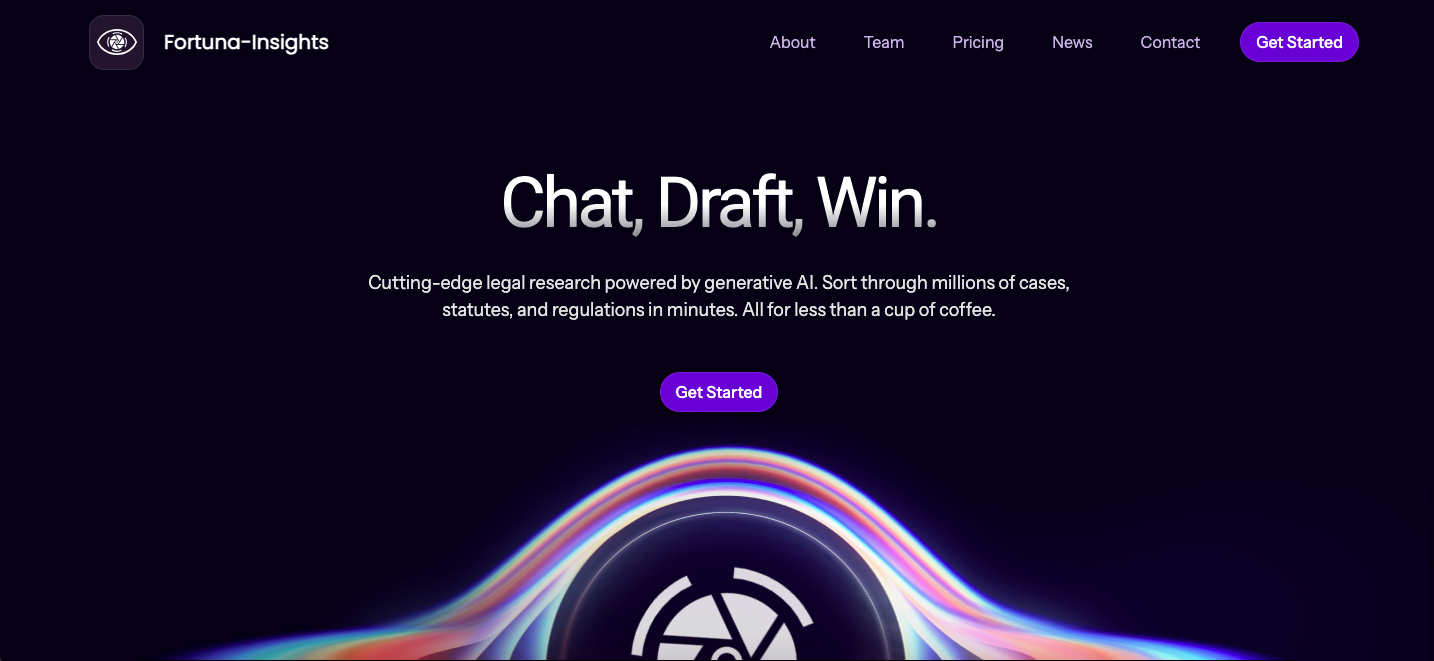 Fortuna-Insights
About
Team
Pricing
News
Contact
Get Started
Chat, Draft, Win.
Cutting-edge legal research powered by generative AI. Sort through millions of cases,
statutes, and regulations in minutes. All for less than a cup of coffee.
Get Started